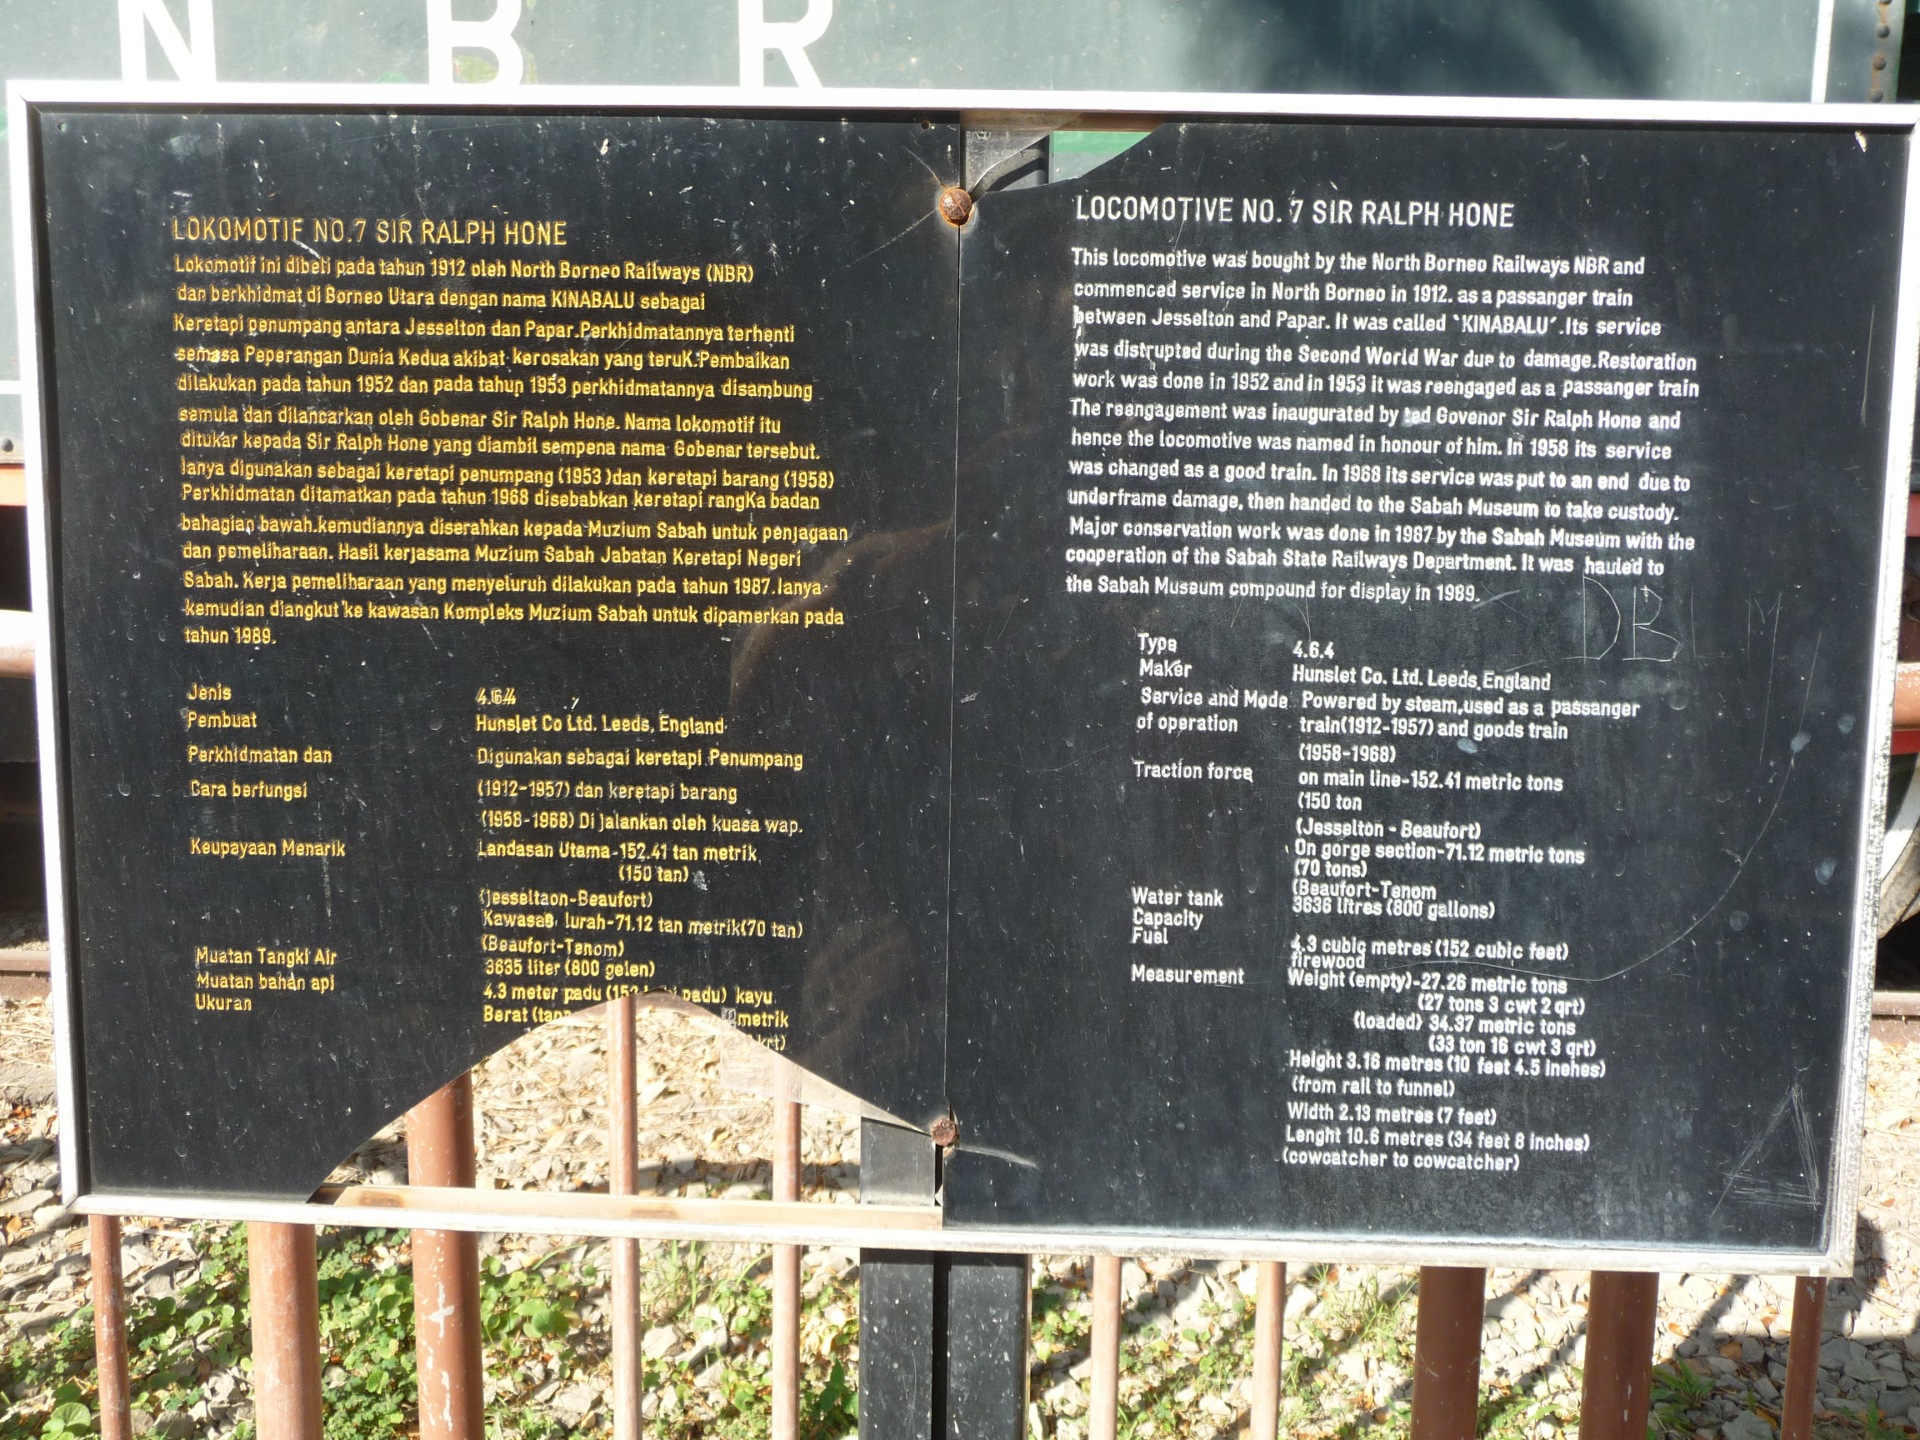 N B R
LOKOMOTIF NO.7 SIR RALPH HONE
Lokomotif ini dibeli pada tahun 1912 oleh North Borneo Railways (NBR)
dan berkhidmat di Borneo Utara dengan nama KINABALU sebagai
Keretapi penumpang antara Jesselton dan Papar.Perkhidmatannya terhenti
semasa Peperangan Dunia Kedua akibat kerosakan yang teruK.Pembaikan
dilakukan pada tahun 1952 dan pada tahun 1953 perkhidmatannya disambung
semula dan dilancarkan oleh Gobenar Sir Ralph Hone. Nama lokomotif itu
ditukar kepada Sir Ralph Hone yang diambil sempena nama Gobenar tersebut.
Ianya digunakan sebagai keretapi penumpang (1953)dan keretapi barang (1958)
Perkhidmatan ditamatkan pada tahun 1968 disebabkan keretapi rangKa badan
bahagian bawah.kemudiannya diserahkan kepada Muzium Sabah untuk penjagaan
dan pemeliharaan. Hasil kerjasama Muzium Sabah Jabatan Keretapi Negeri
Sabah. Kerja pemeliharaan yang menyeluruh dilakukan pada tahun 1987.Ianya
kemudian diangkut ke kawasan Kompleks Muzium Sabah untuk dipamerkan pada
tahun 1989.
Jenis 4.6.4
Pembuat Hunslet Co Ltd. Leeds, England
Perkhidmatan dan Digunakan sebagai keretapi Penumpang
Cara berfungsi (1912-1957) dan keretapi barang
(1958-1968) Di jalankan oleh kuasa wap.
Keupayaan Menarik Landasan Utama-152.41 tan metrik
(150 tan)
(jesseltaon-Beaufort)
Kawasan lurah-71.12 tan metrik(70 tan)
(Beaufort-Tenom)
Muatan Tangki Air 3635 liter (800 gelen)
Muatan bahan api 4.3 meter padu (152 padu) kayu
Ukuran Berat metrik
krt)
LOCOMOTIVE NO. 7 SIR RALPH HONE
This locomotive was bought by the North Borneo Railways NBR and
commenced service in North Borneo in 1912. as a passanger train
between Jesselton and Papar. It was called `KINABALU´.Its service
was distrupted during the Second World War due to damage.Restoration
work was done in 1952 and in 1953 it was reengaged as a passanger train
The reengagement was inaugurated by ted Govenor Sir Ralph Hone and
hence the locomotive was named in honour of him. In 1958 its service
was changed as a good train. In 1968 its service was put to an end due to
underframe damage, then handed to the Sabah Museum to take custody.
Major conservation work was done in 1987 by the Sabah Museum with the
cooperation of the Sabah State Railways Department. It was hauled to
the Sabah Museum compound for display in 1989.
DB
Type 4.6.4
Maker Hunslet Co. Ltd. Leeds,England
Service and Mode Powered by steam,used as a passanger
of operation train(1912-1957) and goods train
(1958-1968)
Traction force on main line-152.41 metric tons
(150 ton
(Jesselton - Beaufort)
On gorge section-71.12 metric tons
(70 tons)
(Beaufort-Tenom
Water tank 3636 litres (800 gallons)
Capacity
Fuel 4.3 cubic metres (152 cubic feet)
firewood
Measurement Weight (empty)-27.26 metric tons
(27 tons 3 cwt 2 qrt)
(loaded) 34.37 metric tons
(33 ton 16 cwt 3 qrt)
Height 3.16 metres (10 feet 4.5 inehes)
(from rail to funnel)
Width 2.13 metres (7 feet)
Lenght 10.6 metres (34 feet 8 inches)
(cowcatcher to cowcatcher)